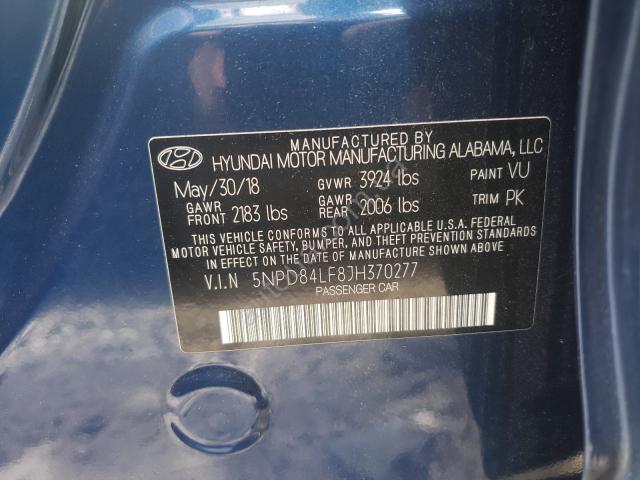 MANUFACTURED BY
HYUNDAI MOTOR MANUFACTURING ALABAMA, LLC
May/30/18 GVWR 3924 lbs PAINT VU
GAWR FRONT 2183 lbs GAWR REAR 2006 lbs TRIM PK
THIS VEHICLE CONFORMS TO ALL APPLICABLE U.S.A. FEDERAL
MOTOR VEHICLE SAFETY, BUMPER, AND THEFT PREVENTION STANDARDS
IN EFFECT ON THE DATE OF MANUFACTURE SHOWN ABOVE.
V.I.N 5NPD84LF8JH370277
PASSENGER CAR